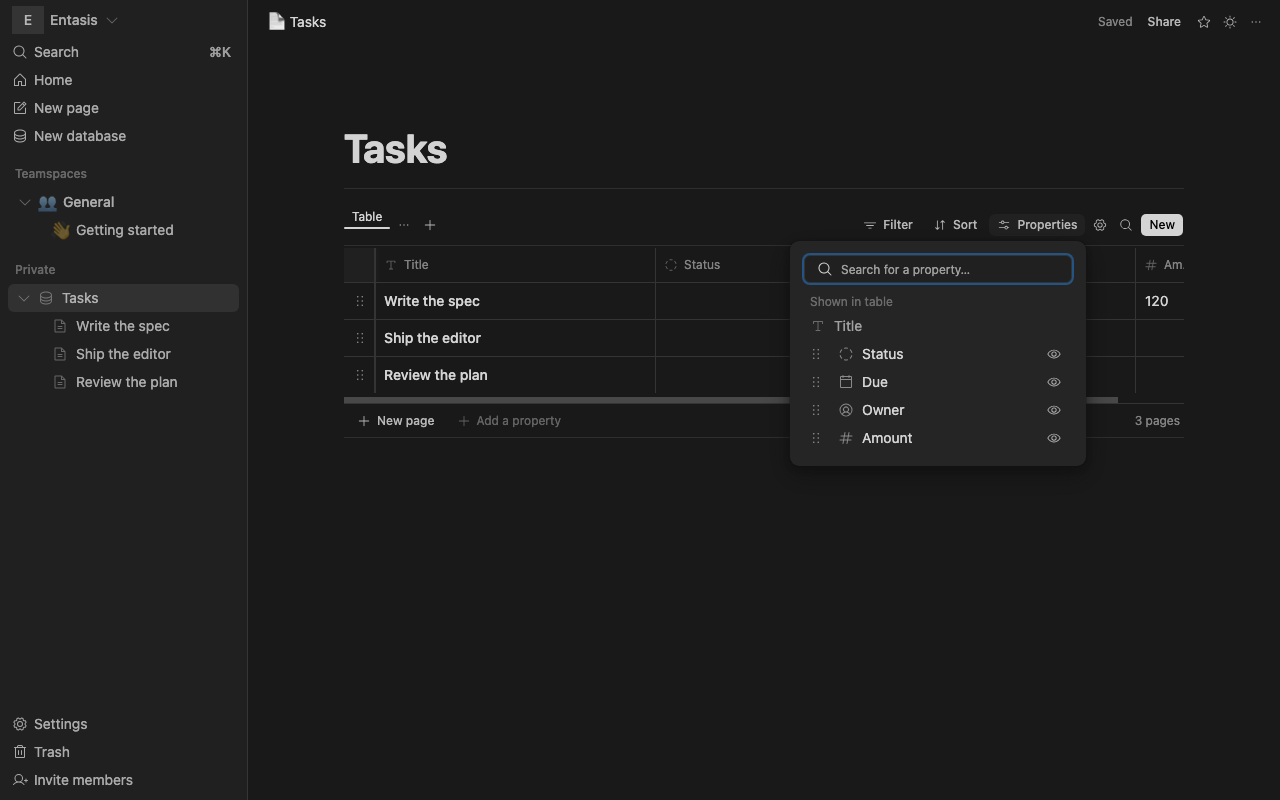 E Entasis
Search ⌘K
Home
New page
New database
Teamspaces
General
Getting started
Private
Tasks
Write the spec
Ship the editor
Review the plan
Settings
Trash
Invite members
Tasks
Saved Share
Tasks
Table
Filter Sort Properties New
Title Status Am
Write the spec 120
Ship the editor
Review the plan
New page Add a property 3 pages
Search for a property…
Shown in table
Title
Status
Due
Owner
Amount